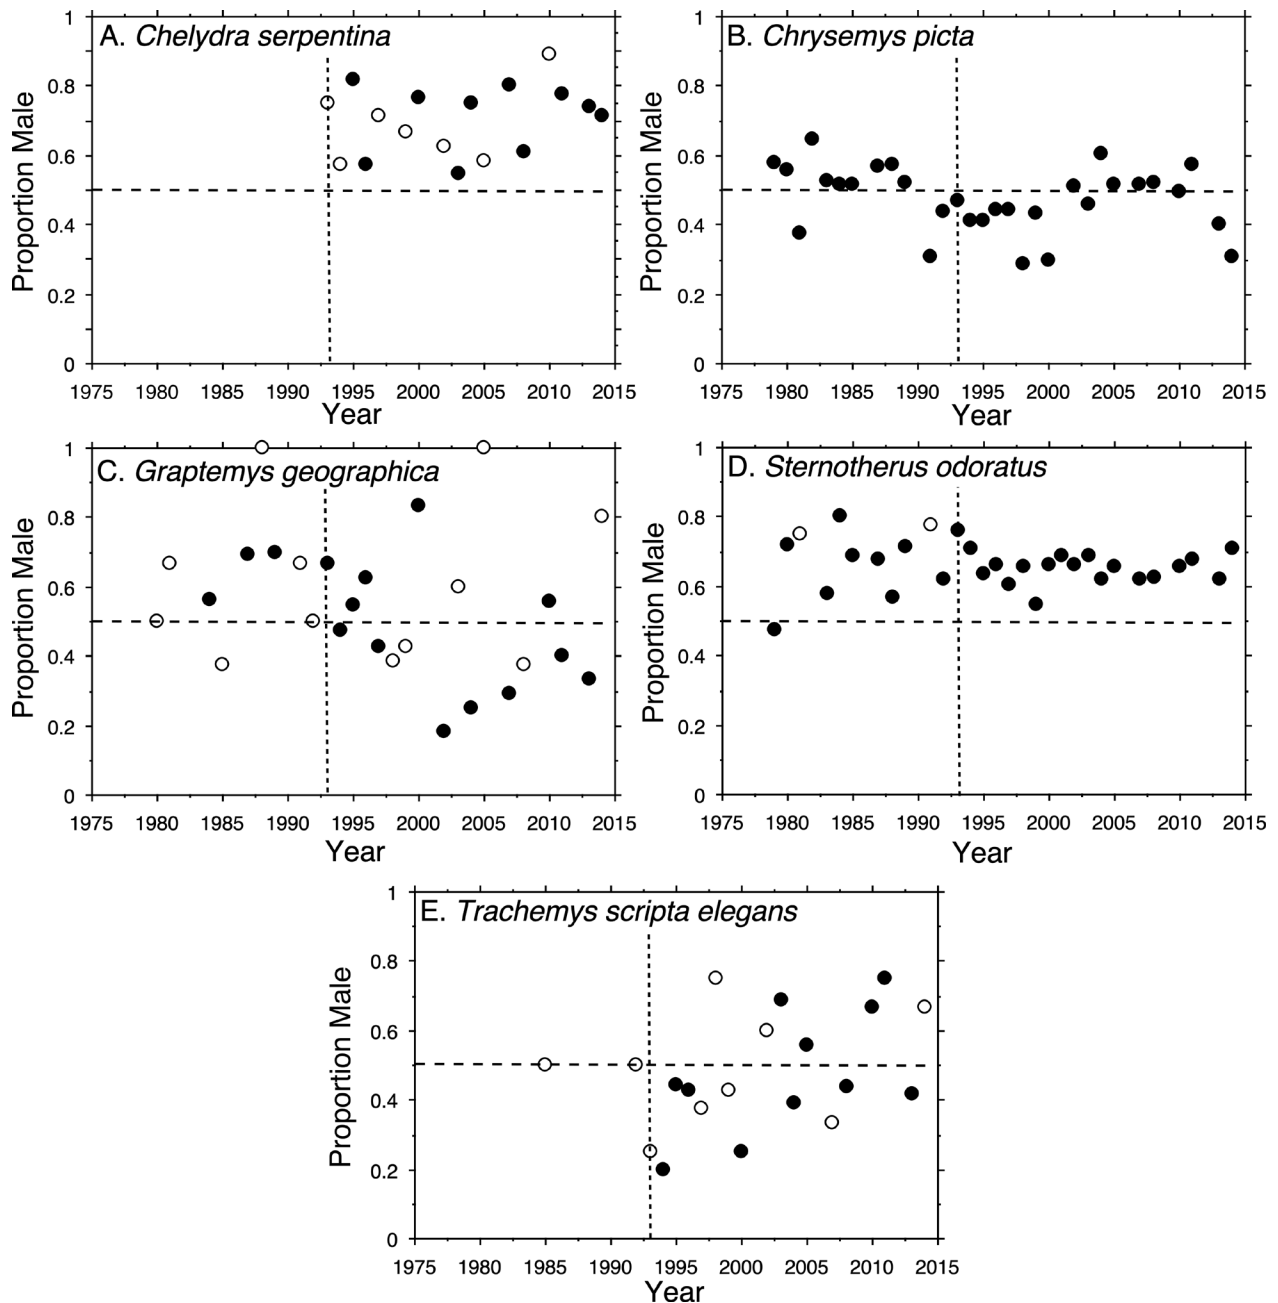 A. Chelydra serpentina
1
0.8
0.6
0.4
0.2
0
Proportion Male
1975 1980 1985 1990 1995 2000 2005 2010 2015
Year
B. Chrysemys picta
1
0.8
0.6
0.4
0.2
0
Proportion Male
1975 1980 1985 1990 1995 2000 2005 2010 2015
Year
C. Graptemys geographica
1
0.8
0.6
0.4
0.2
0
Proportion Male
1975 1980 1985 1990 1995 2000 2005 2010 2015
Year
D. Sternotherus odoratus
1
0.8
0.6
0.4
0.2
0
Proportion Male
1975 1980 1985 1990 1995 2000 2005 2010 2015
Year
E. Trachemys scripta elegans
1
0.8
0.6
0.4
0.2
0
Proportion Male
1975 1980 1985 1990 1995 2000 2005 2010 2015
Year